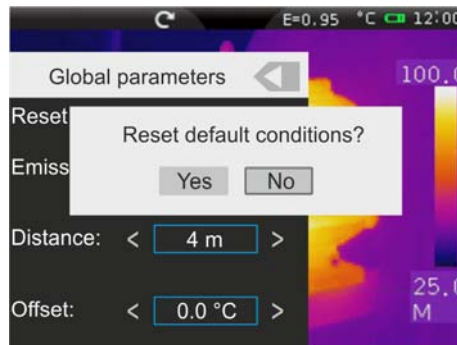 E=0.95 °C 12:00
Global parameters
100.
Reset
Reset default conditions?
Emiss
Yes No
Distance: < 4 m >
25.
Offset: < 0.0 °C > M